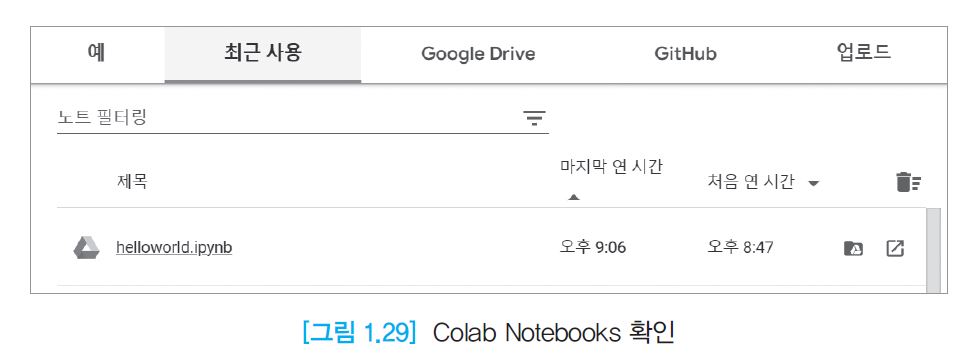 예 최근 사용 Google Drive GitHub 업로드
노트 필터링
제목 마지막 연 시간 처음 연 시간
helloworld.ipynb 오후 9:06 오후 8:47
[그림 1.29] Colab Notebooks 확인